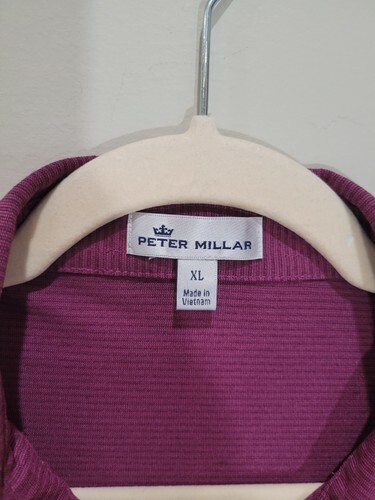 PETER MILLAR
XL
Made in
Vietnam